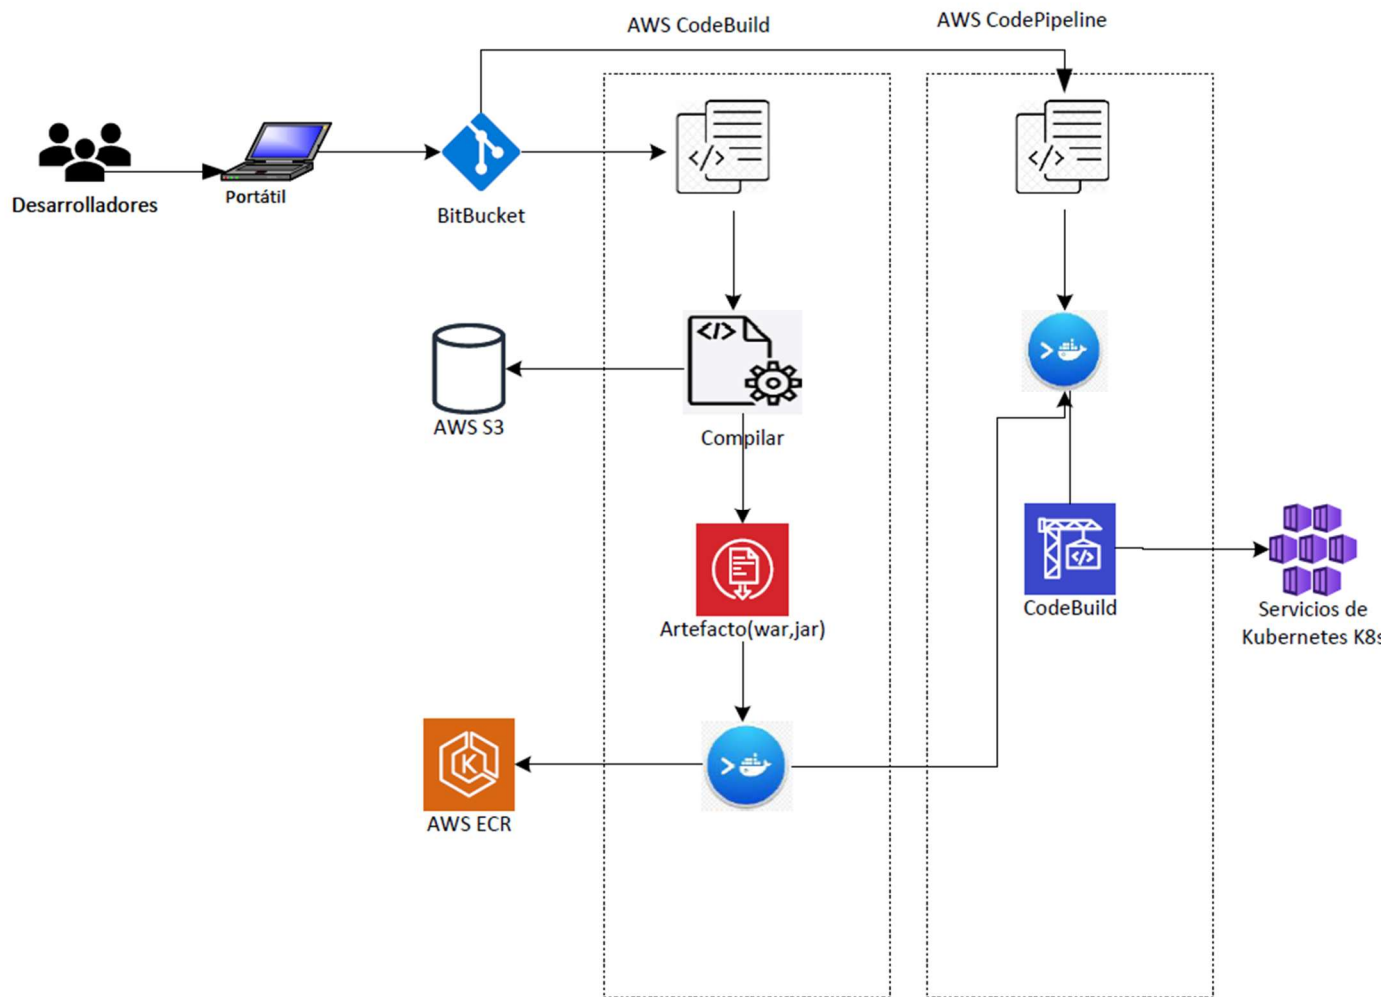 AWS CodeBuild
AWS CodePipeline
Desarrolladores
Portátil
BitBucket
AWS S3
Compilar
CodeBuild
Servicios de
Kubernetes K8s
Artefacto(war,jar)
K
AWS ECR